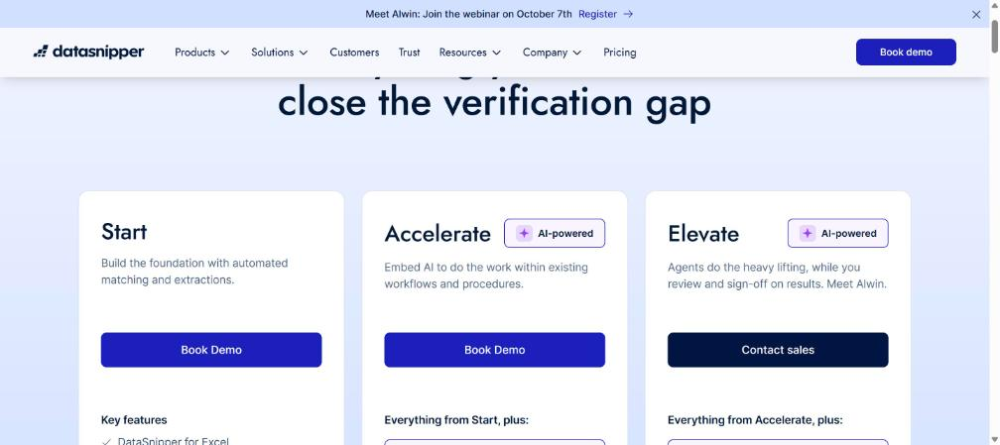 Meet Alwin: Join the webinar on October 7th Register →
datasnipper Products Solutions Customers Trust Resources Company Pricing Book demo
close the verification gap
Start
Build the foundation with automated
matching and extractions.
Book Demo
Key features
DataSnipper for Excel
Accelerate
AI-powered
Embed AI to do the work within existing
workflows and procedures.
Book Demo
Everything from Start, plus:
Elevate
AI-powered
Agents do the heavy lifting, while you
review and sign-off on results. Meet Alwin.
Contact sales
Everything from Accelerate, plus: